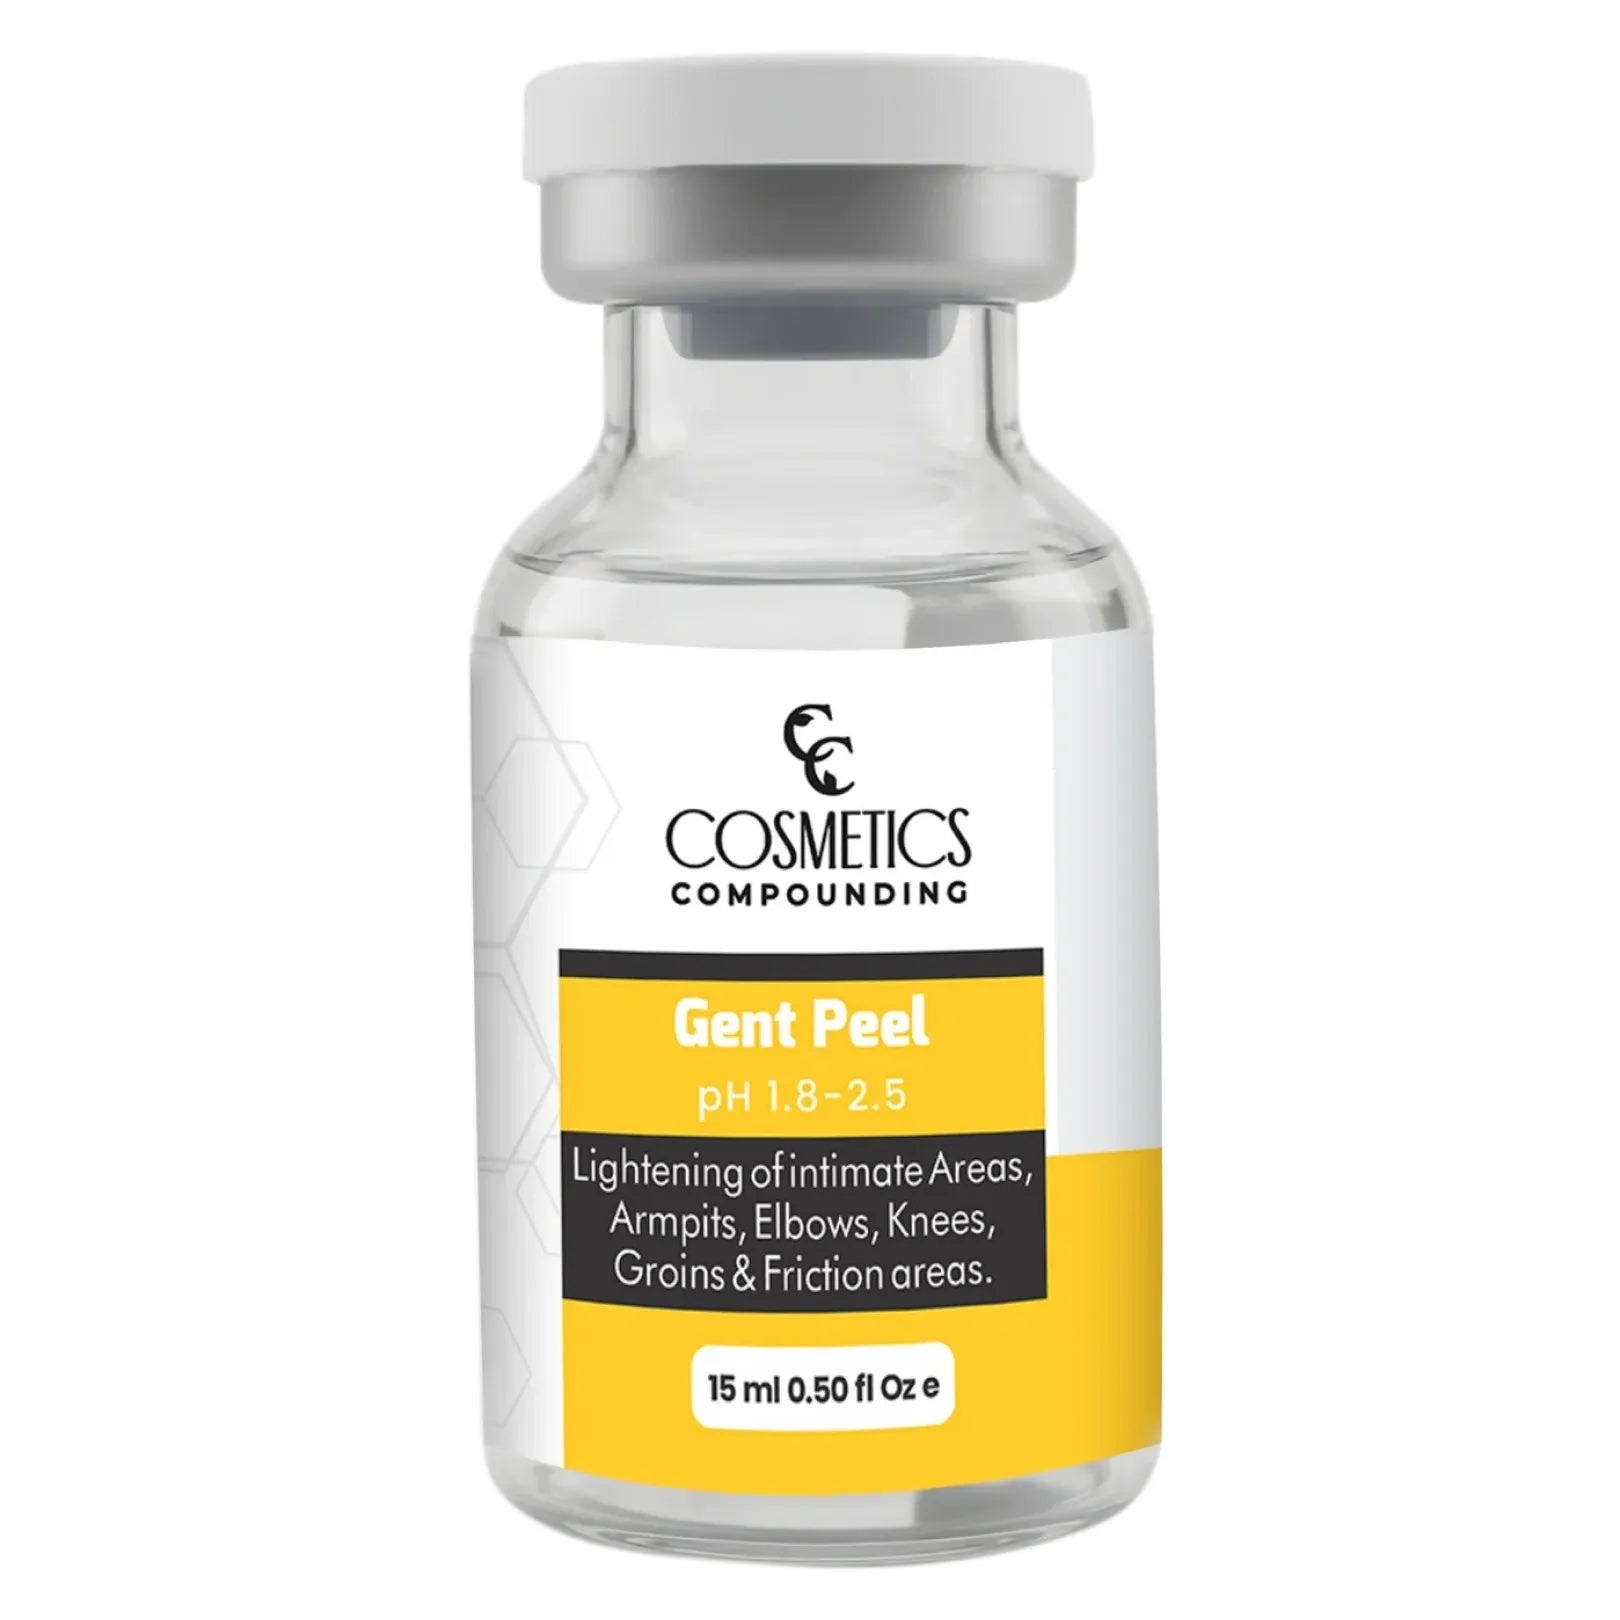 CC
COSMETICS
COMPOUNDING
Gent Peel
pH 1.8-2.5
Lightening of intimate Areas,
Armpits, Elbows, Knees,
Groins & Friction areas.
15 ml 0.50 fl Oz e